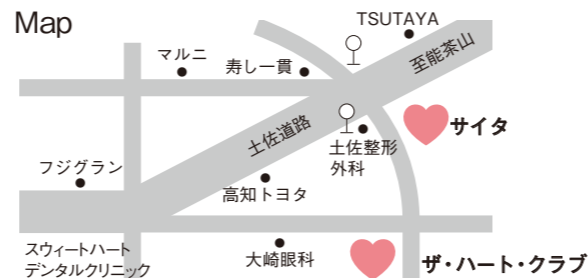 Map
TSUTAYA
至能茶山
マルニ
寿し一貫
サイタ
土佐道路
土佐整形
外科
フジグラン
高知トヨタ
スウィートハート
デンタルクリニック
大崎眼科
ザ・ハート・クラブ